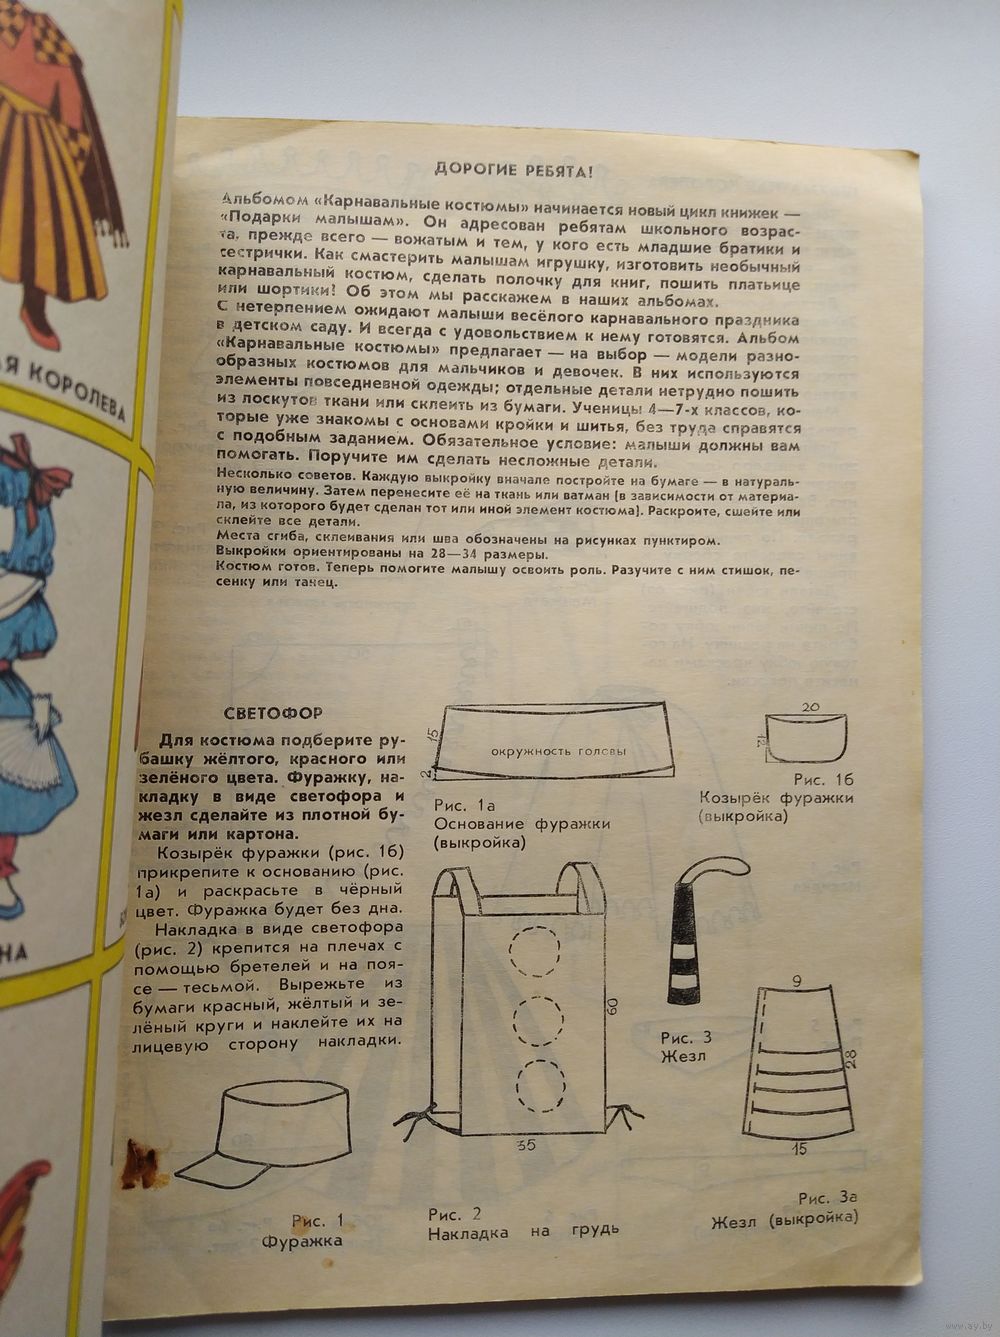 ДОРОГИЕ РЕБЯТА!
Альбомом «Карнавальные костюмы» начинается новый цикл книжек —
«Подарки малышам». Он адресован ребятам школьного возрас-
та, прежде всего — вожатым и тем, у кого есть младшие братики и
сестрички. Как смастерить малышам игрушку, изготовить необычный
карнавальный костюм, сделать полочку для книг, пошить платьице
или шортики! Об этом мы расскажем в наших альбомах.
С нетерпением ожидают малыши весёлого карнавального праздника
в детском саду. И всегда с удовольствием к нему готовятся. Альбом
«Карнавальные костюмы» предлагает — на выбор — модели разно-
образных костюмов для мальчиков и девочек. В них используются
элементы повседневной одежды; отдельные детали нетрудно пошить
из лоскутов ткани или склеить из бумаги. Ученицы 4—7-х классов, ко-
торые уже знакомы с основами кройки и шитья, без труда справятся
с подобным заданием. Обязательное условие: малыши должны вам
помогать. Поручите им сделать несложные детали.
Несколько советов. Каждую выкройку вначале постройте на бумаге — в натураль-
ную величину. Затем перенесите её на ткань или ватман (в зависимости от материа-
ла, из которого будет сделан тот или иной элемент костюма). Раскроите, сшейте или
склейте все детали.
Места сгиба, склеивания или шва обозначены на рисунках пунктиром.
Выкройки ориентированы на 28—34 размеры.
Костюм готов. Теперь помогите малышу освоить роль. Разучите с ним стишок, пе-
сенку или танец.
СВЕТОФОР
Для костюма подберите ру-
башку жёлтого, красного или
зелёного цвета. Фуражку, на-
кладку в виде светофора и
жезл сделайте из плотной бу-
маги или картона.
Козырёк фуражки (рис. 1б)
прикрепите к основанию (рис.
1а) и раскрасьте в чёрный
цвет. Фуражка будет без дна.
Накладка в виде светофора
(рис. 2) крепится на плечах с
помощью бретелей и на поя-
се — тесьмой. Вырежьте из
бумаги красный, жёлтый и зе-
лёный круги и наклейте их на
лицевую сторону накладки.
15
2
окружность головы
Рис. 1а
Основание фуражки
(выкройка)
20
12
Рис. 1б
Козырёк фуражки
(выкройка)
60
35
Рис. 3
Жезл
9
28
15
Рис. 1
Фуражка
Рис. 2
Накладка на грудь
Рис. 3а
Жезл (выкройка)
КОРОЛЕВА
www.ay.by